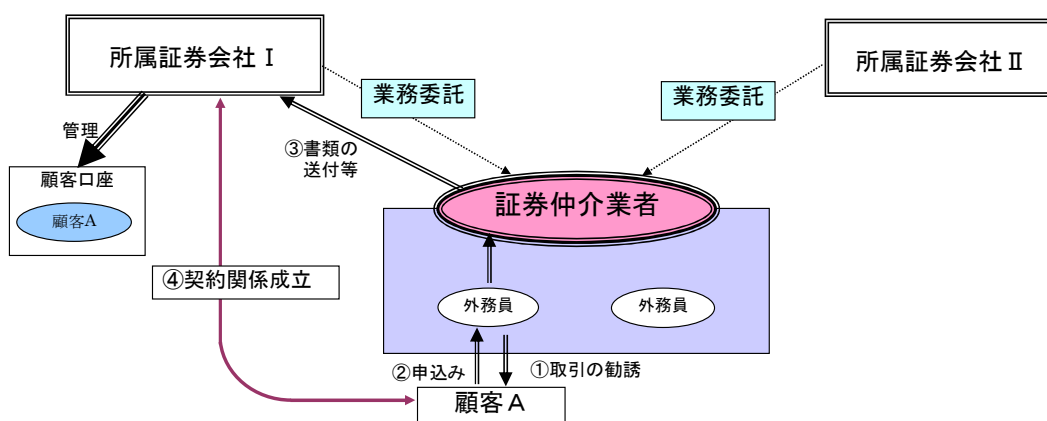 所属証券会社Ⅰ
所属証券会社Ⅱ
業務委託
業務委託
管理
③書類の
送付等
顧客口座
顧客A
証券仲介業者
④契約関係成立
外務員
外務員
②申込み
①取引の勧誘
顧客A